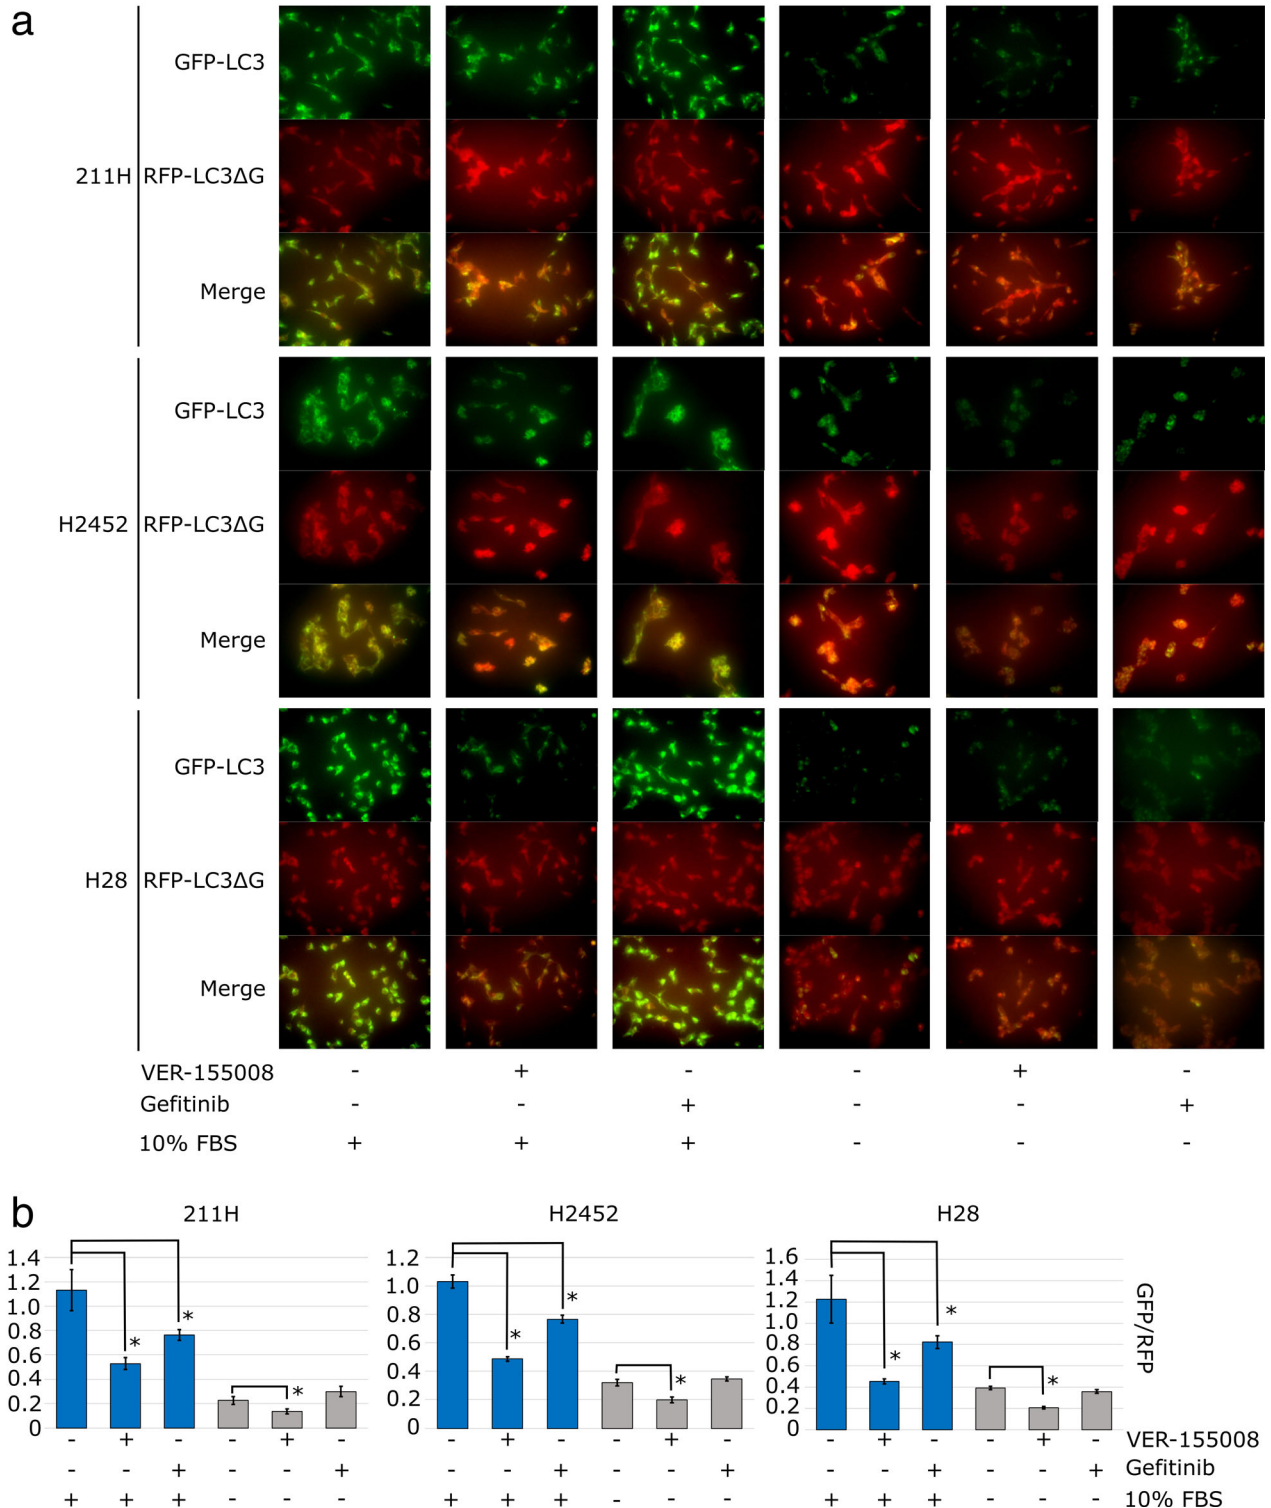 a
GFP-LC3
211H RFP-LC3ΔG
Merge
GFP-LC3
H2452 RFP-LC3ΔG
Merge
GFP-LC3
H28 RFP-LC3ΔG
Merge
VER-155008 - + - - + -
Gefitinib - - + - - +
10% FBS + + + - - -
b
211H H2452 H28
1.4
1.2
1.0
0.8
0.6
0.4
0.2
0
* * *
1.2
1.0
0.8
0.6
0.4
0.2
0
* * *
1.6
1.4
1.2
1.0
0.8
0.6
0.4
0.2
0
* * *
GFP/RFP
- + - - + - - + - - + - - + - - + - VER-155008
- - + - - + - - + - - + - - + - - + Gefitinib
+ + + - - - + + + - - - + + + - - - 10% FBS